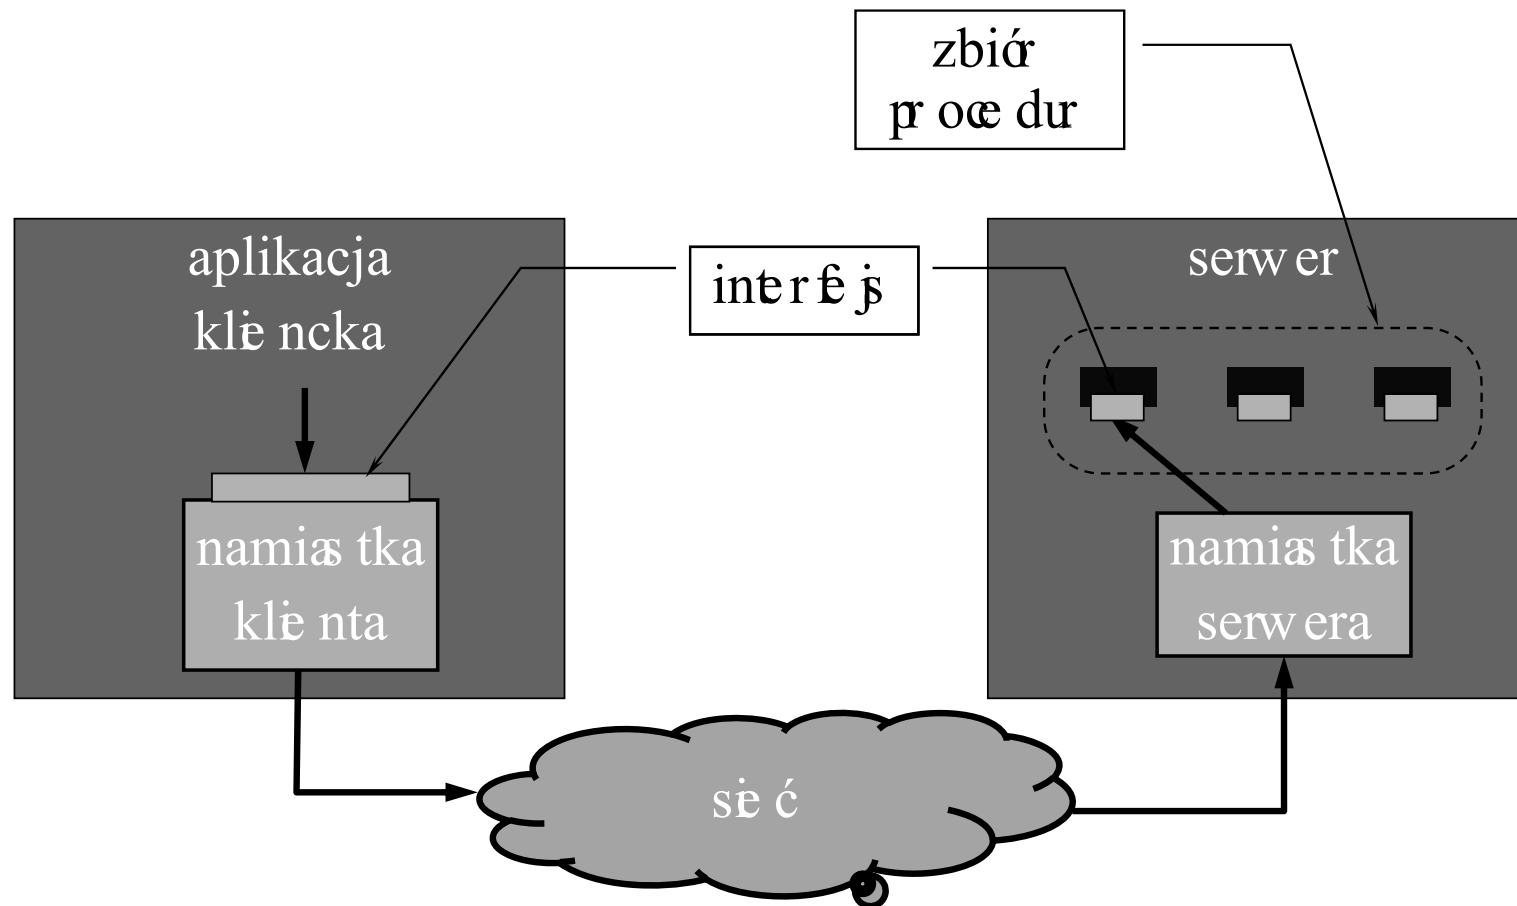 zbiór
procedur
aplikacja
kliencka
interfejs
serwer
namiastka
klienta
namiastka
serwera
sieć